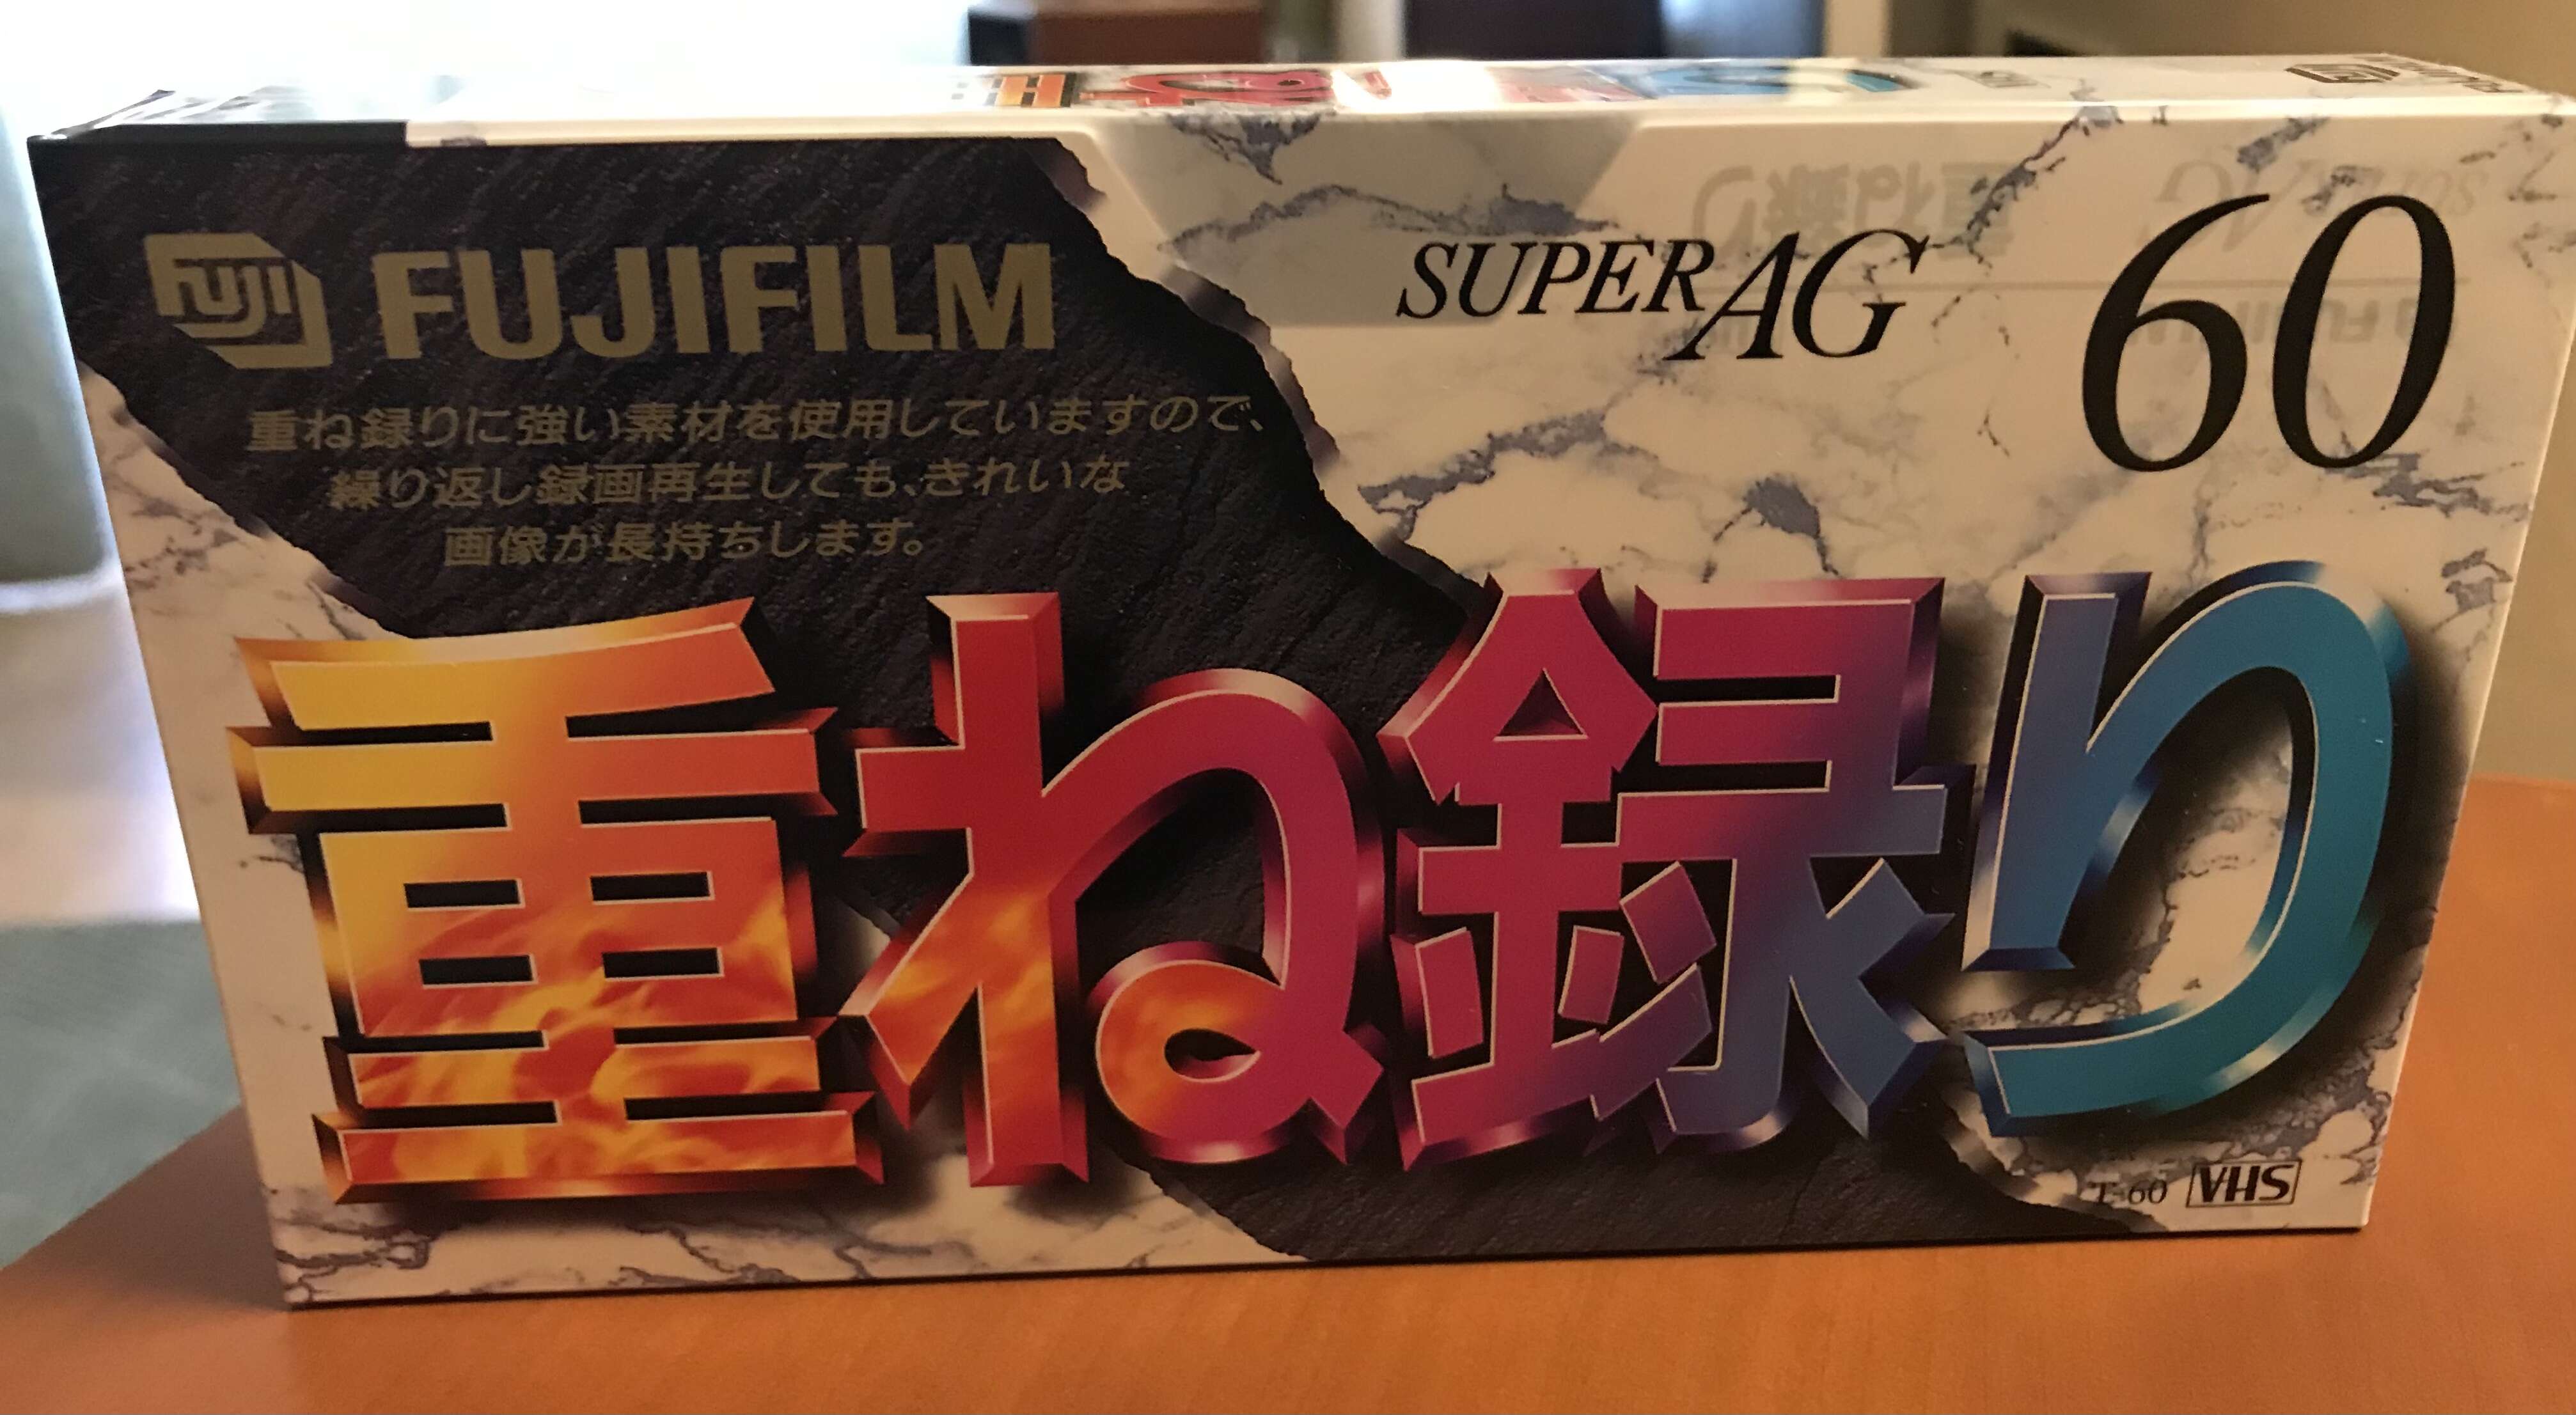 Fuji FUJIFILM
SUPER AG 60
重ね録りに強い素材を使用していますので、
繰り返し録画再生しても、きれいな
画像が長持ちします。
重ね録り
T-60 VHS